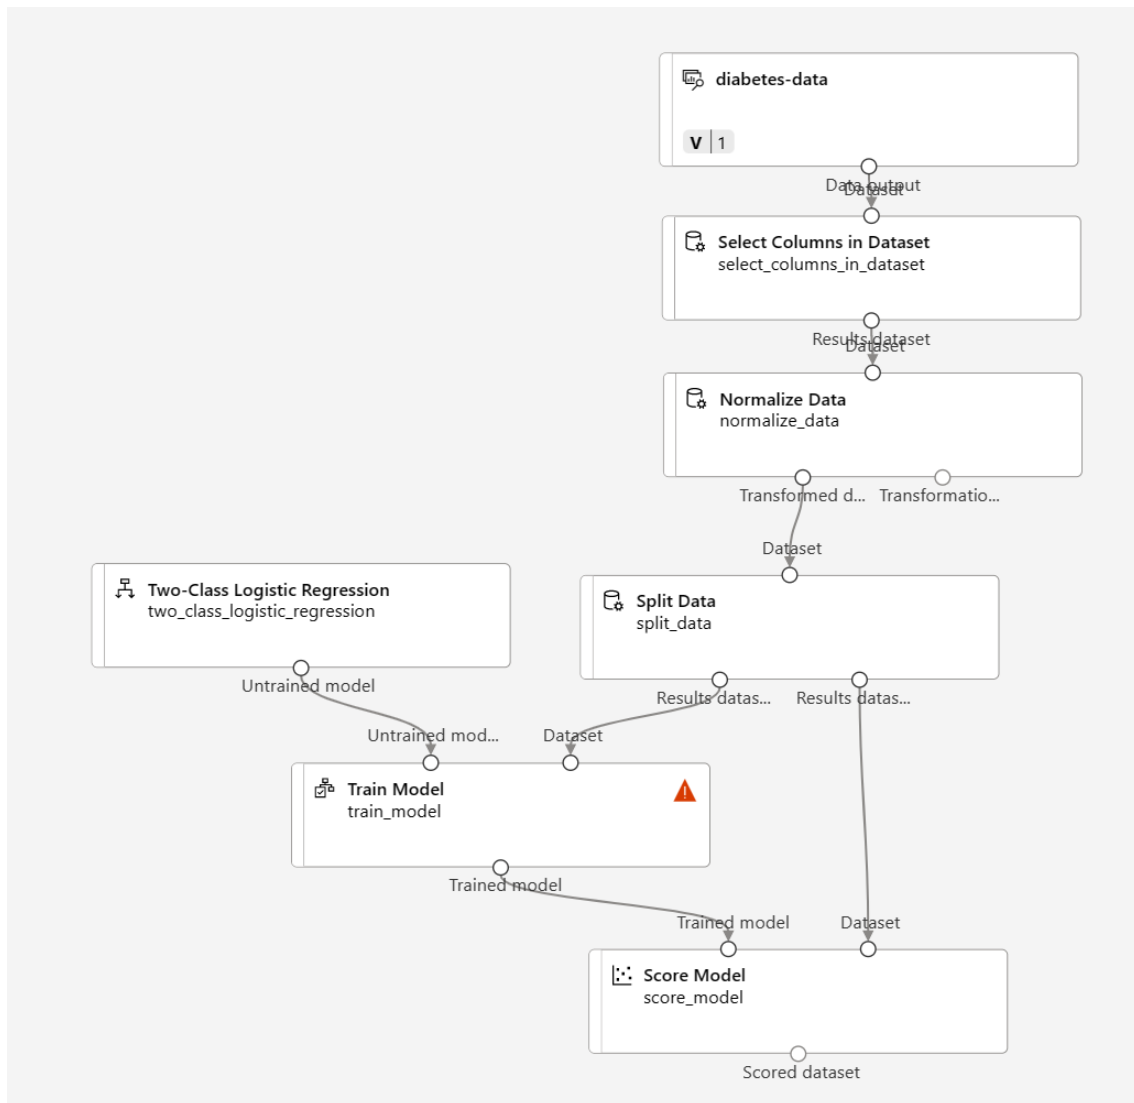 diabetes-data
V 1
Data output
Dataset
Select Columns in Dataset
select_columns_in_dataset
Results dataset
Dataset
Normalize Data
normalize_data
Transformed d... Transformatio...
Dataset
Two-Class Logistic Regression
two_class_logistic_regression
Untrained model
Split Data
split_data
Results datas... Results datas...
Untrained mod... Dataset
Train Model
train_model
Trained model
Trained model Dataset
Score Model
score_model
Scored dataset